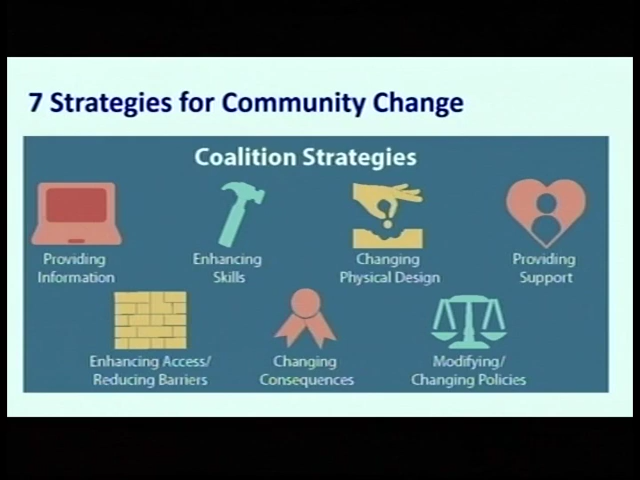 7 Strategies for Community Change
Coalition Strategies
Providing
Information
Enhancing
Skills
Changing
Physical Design
Providing
Support
Enhancing Access/
Reducing Barriers
Changing
Consequences
Modifying/
Changing Policies